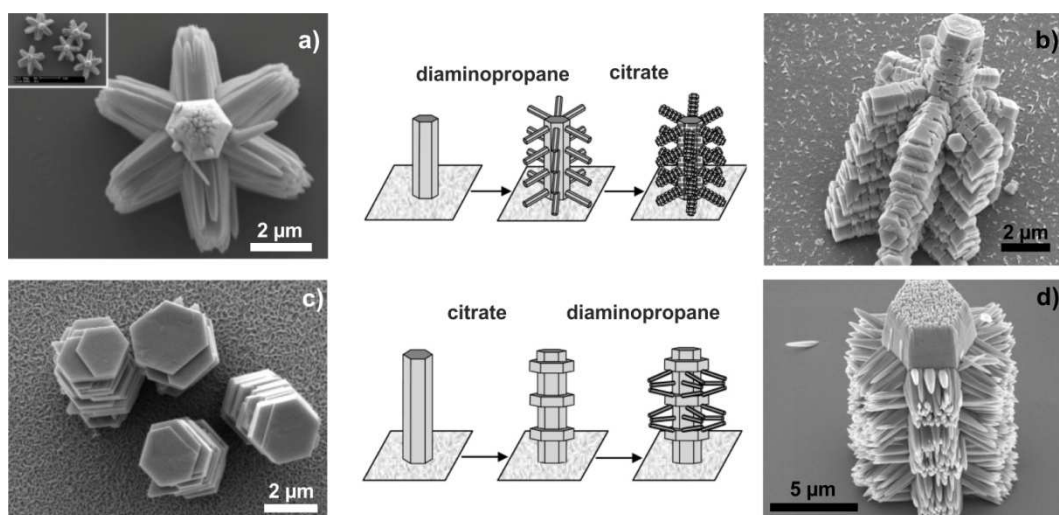 a)
diaminopropane citrate
b)
2 µm
2 µm
c)
citrate diaminopropane
d)
2 µm
5 µm